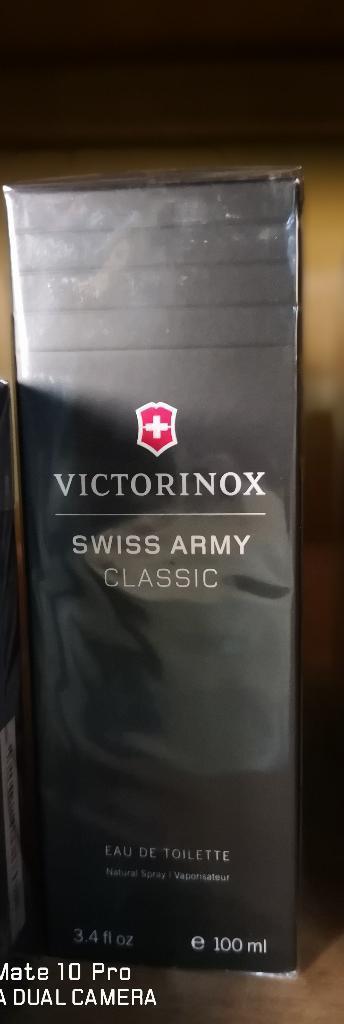 VICTORINOX
SWISS ARMY
CLASSIC
EAU DE TOILETTE
Natural Spray | Vaporisateur
3.4 fl oz ℮ 100 ml
Mate 10 Pro
A DUAL CAMERA